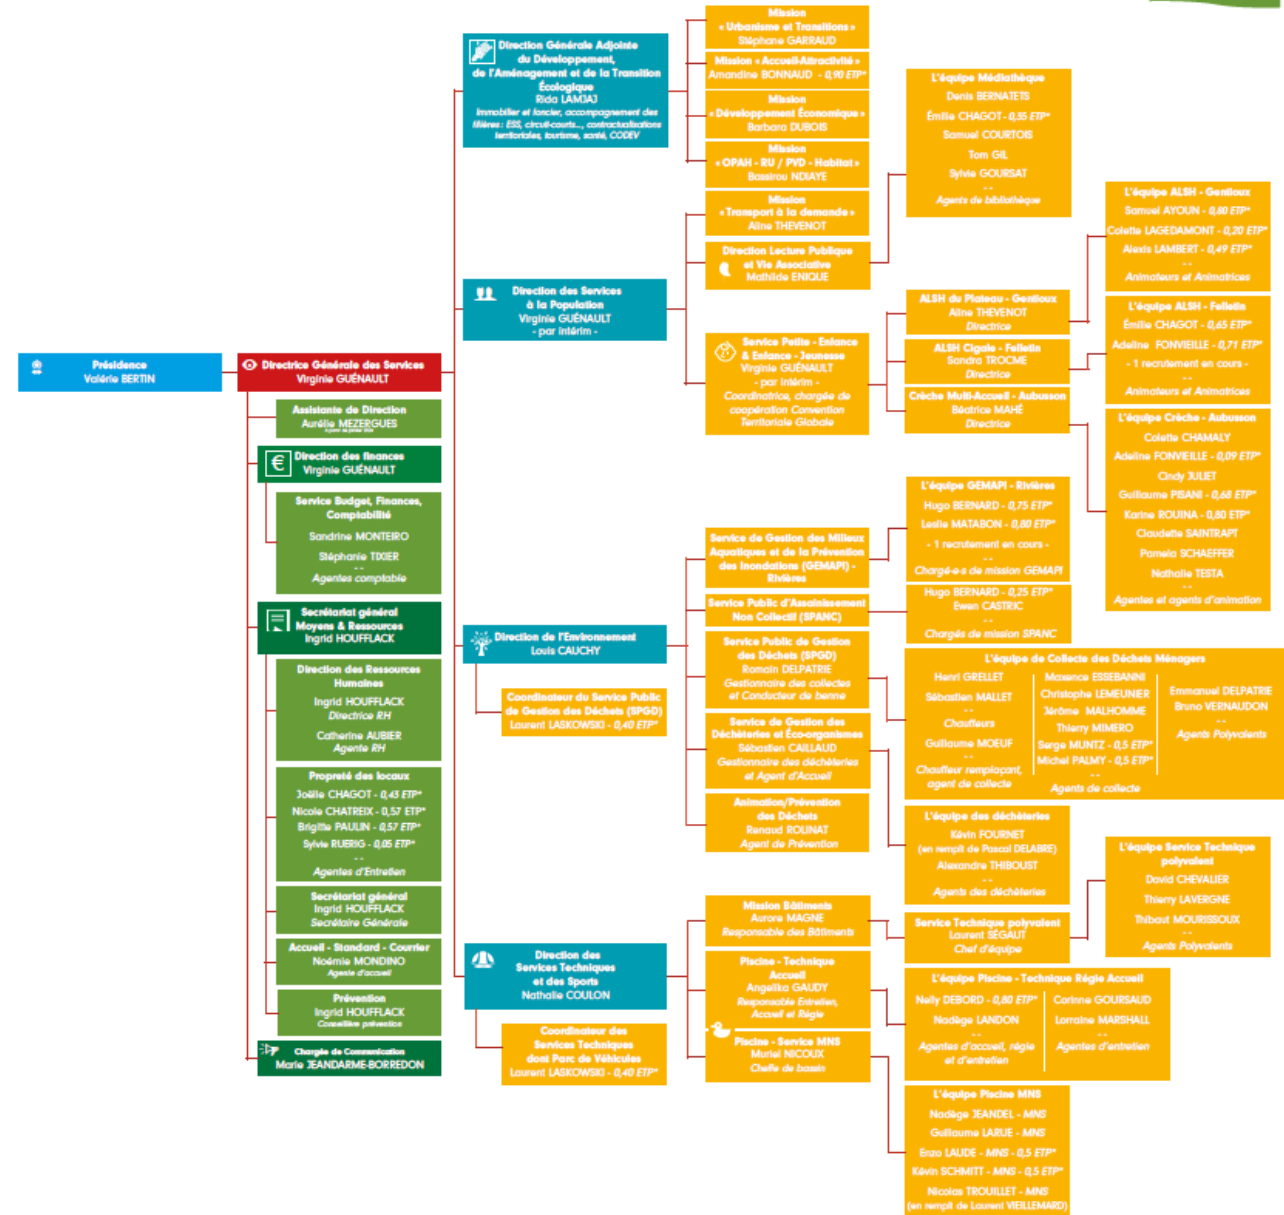 Présidence
Valérie BERTIN
Directrice Générale des Services
Virginie GUÉNAULT
Assistante de Direction
Aurélie MEZERGUES
Direction des finances
Virginie GUÉNAULT
Service Budget, Finances,
Comptabilité
Sandrine MONTEIRO
Stéphanie TIXIER
--
Agentes comptable
Secrétariat général
Moyens & Ressources
Ingrid HOUFFLACK
Direction des Ressources
Humaines
Ingrid HOUFFLACK
Directrice RH
Catherine AUBIER
Agente RH
Propreté des locaux
Joëlle CHAGOT - 0,43 ETP*
Nicole CHATREIX - 0,57 ETP*
Brigitte PAULIN - 0,57 ETP*
Sylvie RUERIG - 0,05 ETP*
--
Agentes d'Entretien
Secrétariat général
Ingrid HOUFFLACK
Secrétaire Générale
Accueil - Standard - Courrier
Noémie MONDINO
Agente d'accueil
Prévention
Ingrid HOUFFLACK
Conseillère prévention
Chargée de Communication
Marie JEANDARME-BORREDON
Direction Générale Adjointe
du Développement,
de l'Aménagement et de la Transition
Écologique
Rida LAMJAJ
Immobilier et foncier, accompagnement des
filières : ESS, circuit-courts..., contractualisations
territoriales, tourisme, santé, CODEV
Mission
« Urbanisme et Transitions »
Stéphane GARRAUD
Mission « Accueil-Attractivité »
Amandine BONNAUD - 0,90 ETP*
Mission
« Développement Économique »
Barbara DUBOIS
Mission
« OPAH - RU / PVD - Habitat »
Bassirou NDIAYE
Direction des Services
à la Population
Virginie GUÉNAULT
- par intérim -
Mission
« Transport à la demande »
Aline THEVENOT
Direction Lecture Publique
et Vie Associative
Mathilde ENIQUE
L'équipe Médiathèque
Denis BERNATETS
Émilie CHAGOT - 0,35 ETP*
Samuel COURTOIS
Tom GIL
Sylvie GOURSAT
--
Agents de bibliothèque
Service Petite - Enfance
& Enfance - Jeunesse
Virginie GUÉNAULT
- par intérim -
Coordinatrice, chargée de
coopération Convention
Territoriale Globale
ALSH du Plateau - Gentioux
Aline THEVENOT
Directrice
ALSH Cigale - Felletin
Sandra TROCME
Directrice
Crèche Multi-Accueil - Aubusson
Béatrice MAHÉ
Directrice
L'équipe ALSH - Gentioux
Samuel AYOUN - 0,80 ETP*
Colette LAGEDAMONT - 0,20 ETP*
Alexis LAMBERT - 0,49 ETP*
--
Animateurs et Animatrices
L'équipe ALSH - Felletin
Émilie CHAGOT - 0,65 ETP*
Adeline FONVIEILLE - 0,71 ETP*
- 1 recrutement en cours -
--
Animateurs et Animatrices
L'équipe Crèche - Aubusson
Colette CHAMALY
Adeline FONVIEILLE - 0,09 ETP*
Cindy JULIET
Guillaume PISANI - 0,68 ETP*
Karine ROUINA - 0,80 ETP*
Claudette SAINTRAPT
Pamela SCHAEFFER
Nathalie TESTA
--
Agentes et agents d'animation
Direction de l'Environnement
Louis CAUCHY
Coordinateur du Service Public
de Gestion des Déchets (SPGD)
Laurent LASKOWSKI - 0,40 ETP*
Service de Gestion des Milieux
Aquatiques et de la Prévention
des Inondations (GEMAPI) -
Rivières
Service Public d'Assainissement
Non Collectif (SPANC)
Service Public de Gestion
des Déchets (SPGD)
Romain DELPATRIE
Gestionnaire des collectes
et Conducteur de benne
Service de Gestion des
Déchèteries et Éco-organismes
Sébastien CAILLAUD
Gestionnaire des déchèteries
et Agent d'Accueil
Animation/Prévention
des Déchets
Renaud ROUNAT
Agent de Prévention
L'équipe GEMAPI - Rivières
Hugo BERNARD - 0,75 ETP*
Leslie MATABON - 0,80 ETP*
- 1 recrutement en cours -
--
Chargé-e-s de mission GEMAPI
Hugo BERNARD - 0,25 ETP*
Ewen CASTRIC
--
Chargés de mission SPANC
L'équipe de Collecte des Déchets Ménagers
Henri GRELLET
Sébastien MALLET
--
Chauffeurs
Guillaume MOEUF
--
Chauffeur remplaçant,
agent de collecte
Maxence ESSEBANNI
Christophe LEMEUNIER
Jérôme MALHOMME
Thierry MIMERO
Serge MUNTZ - 0,5 ETP*
Michel PALMY - 0,5 ETP*
--
Agents de collecte
Emmanuel DELPATRIE
Bruno VERNAUDON
--
Agents Polyvalents
L'équipe des déchèteries
Kévin FOURNET
(en rempit de Pascal DELABRE)
Alexandre THIBOUST
--
Agents des déchèteries
Direction des
Services Techniques
et des Sports
Nathalie COULON
Coordinateur des
Services Techniques
dont Parc de Véhicules
Laurent LASKOWSKI - 0,40 ETP*
Mission Bâtiments
Aurore MAGNE
Responsable des Bâtiments
Piscine - Technique
Accueil
Angelika GAUDY
Responsable Entretien,
Accueil et Régie
Piscine - Service MNS
Muriel NICOUX
Cheffe de bassin
Service Technique polyvalent
Laurent SÉGAUT
Chef d'équipe
L'équipe Service Technique
polyvalent
David CHEVALIER
Thierry LAVERGNE
Thibaut MOURISSOUX
--
Agents Polyvalents
L'équipe Piscine - Technique Régie Accueil
Nelly DEBORD - 0,80 ETP*
Nadège LANDON
--
Agentes d'accueil, régie
et d'entretien
Corinne GOURSAUD
Lorraine MARSHALL
--
Agentes d'entretien
L'équipe Piscine MNS
Nadège JEANDEL - MNS
Guillaume LARUE - MNS
Enzo LAUDE - MNS - 0,5 ETP*
Kévin SCHMITT - MNS - 0,5 ETP*
Nicolas TROUILLET - MNS
(en rempit de Laurent VIEILLEMARD)